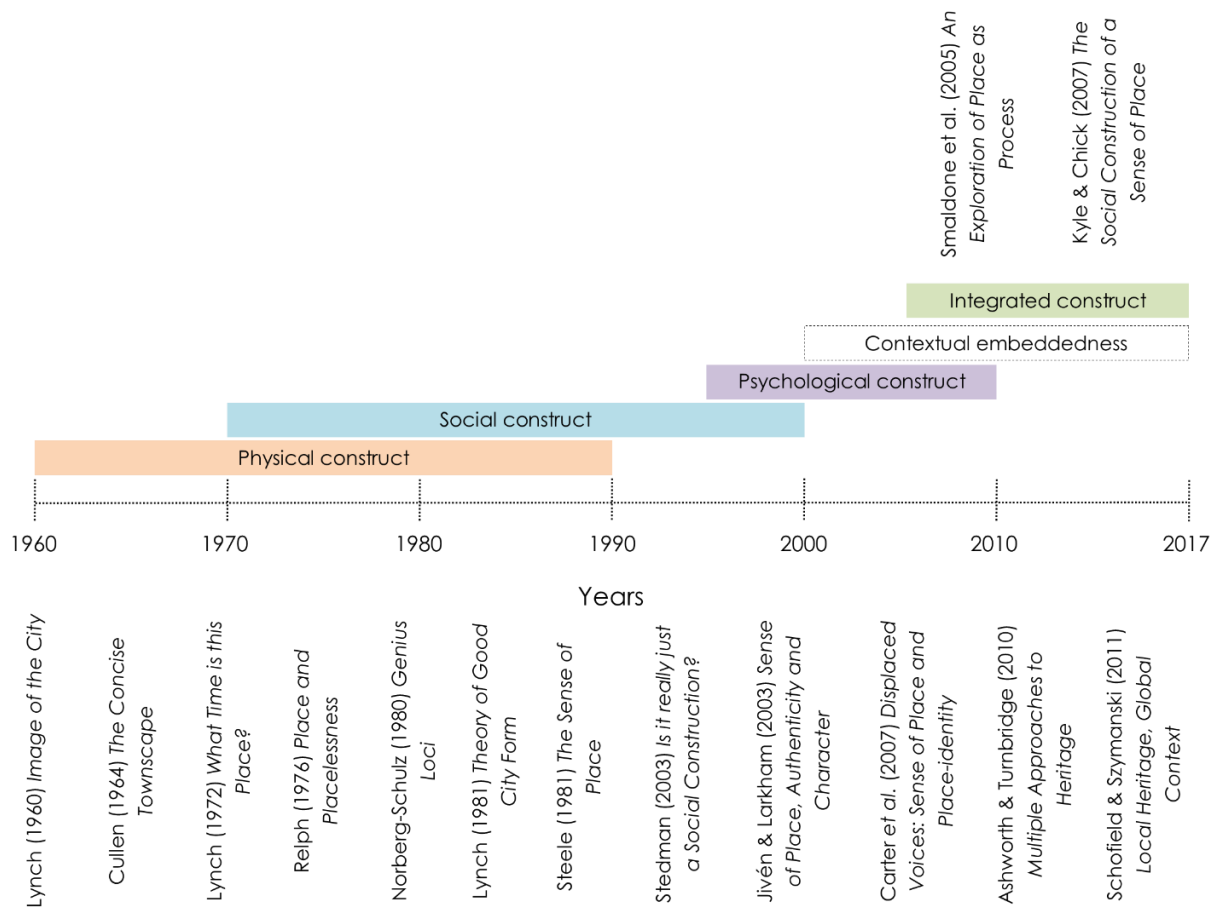 Smaldone et al. (2005) An
Exploration of Place as
Process
Kyle & Chick (2007) The
Social Construction of a
Sense of Place
Integrated construct
Contextual embeddedness
Psychological construct
Social construct
Physical construct
1960
1970
1980
1990
2000
2010
2017
Years
Lynch (1960) Image of the City
Cullen (1964) The Concise
Townscape
Lynch (1972) What Time is this
Place?
Relph (1976) Place and
Placelessness
Norberg-Schulz (1980) Genius
Loci
Lynch (1981) Theory of Good
City Form
Steele (1981) The Sense of
Place
Stedman (2003) Is it really just
a Social Construction?
Jivén & Larkham (2003) Sense
of Place, Authenticity and
Character
Carter et al. (2007) Displaced
Voices: Sense of Place and
Place-identity
Ashworth & Turnbridge (2010)
Multiple Approaches to
Heritage
Schofield & Szymanski (2011)
Local Heritage, Global
Context